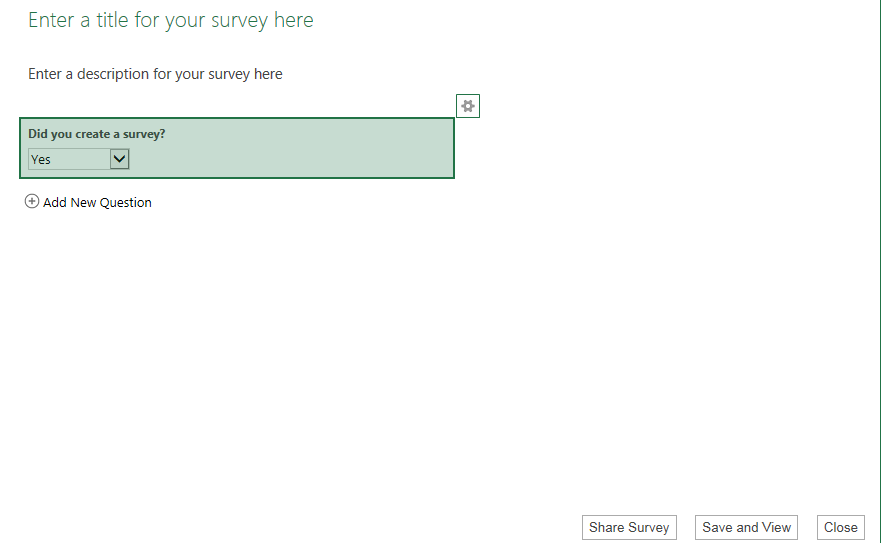 Enter a title for your survey here
Enter a description for your survey here
Did you create a survey?
Yes
Add New Question
Share Survey
Save and View
Close